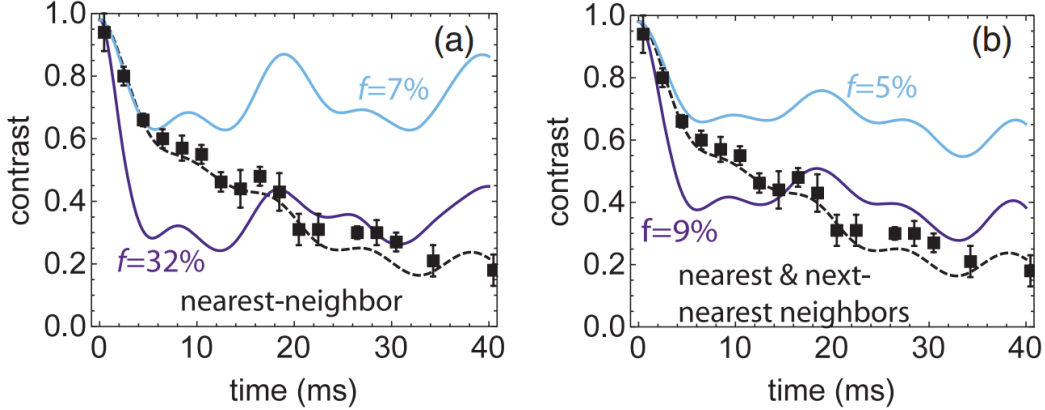 (a)
contrast
1.0
0.8
0.6
0.4
0.2
0.0
f=7%
f=32%
nearest-neighbor
0
10
20
30
40
time (ms)
(b)
contrast
1.0
0.8
0.6
0.4
0.2
0.0
f=5%
f=9%
nearest & next-
nearest neighbors
0
10
20
30
40
time (ms)